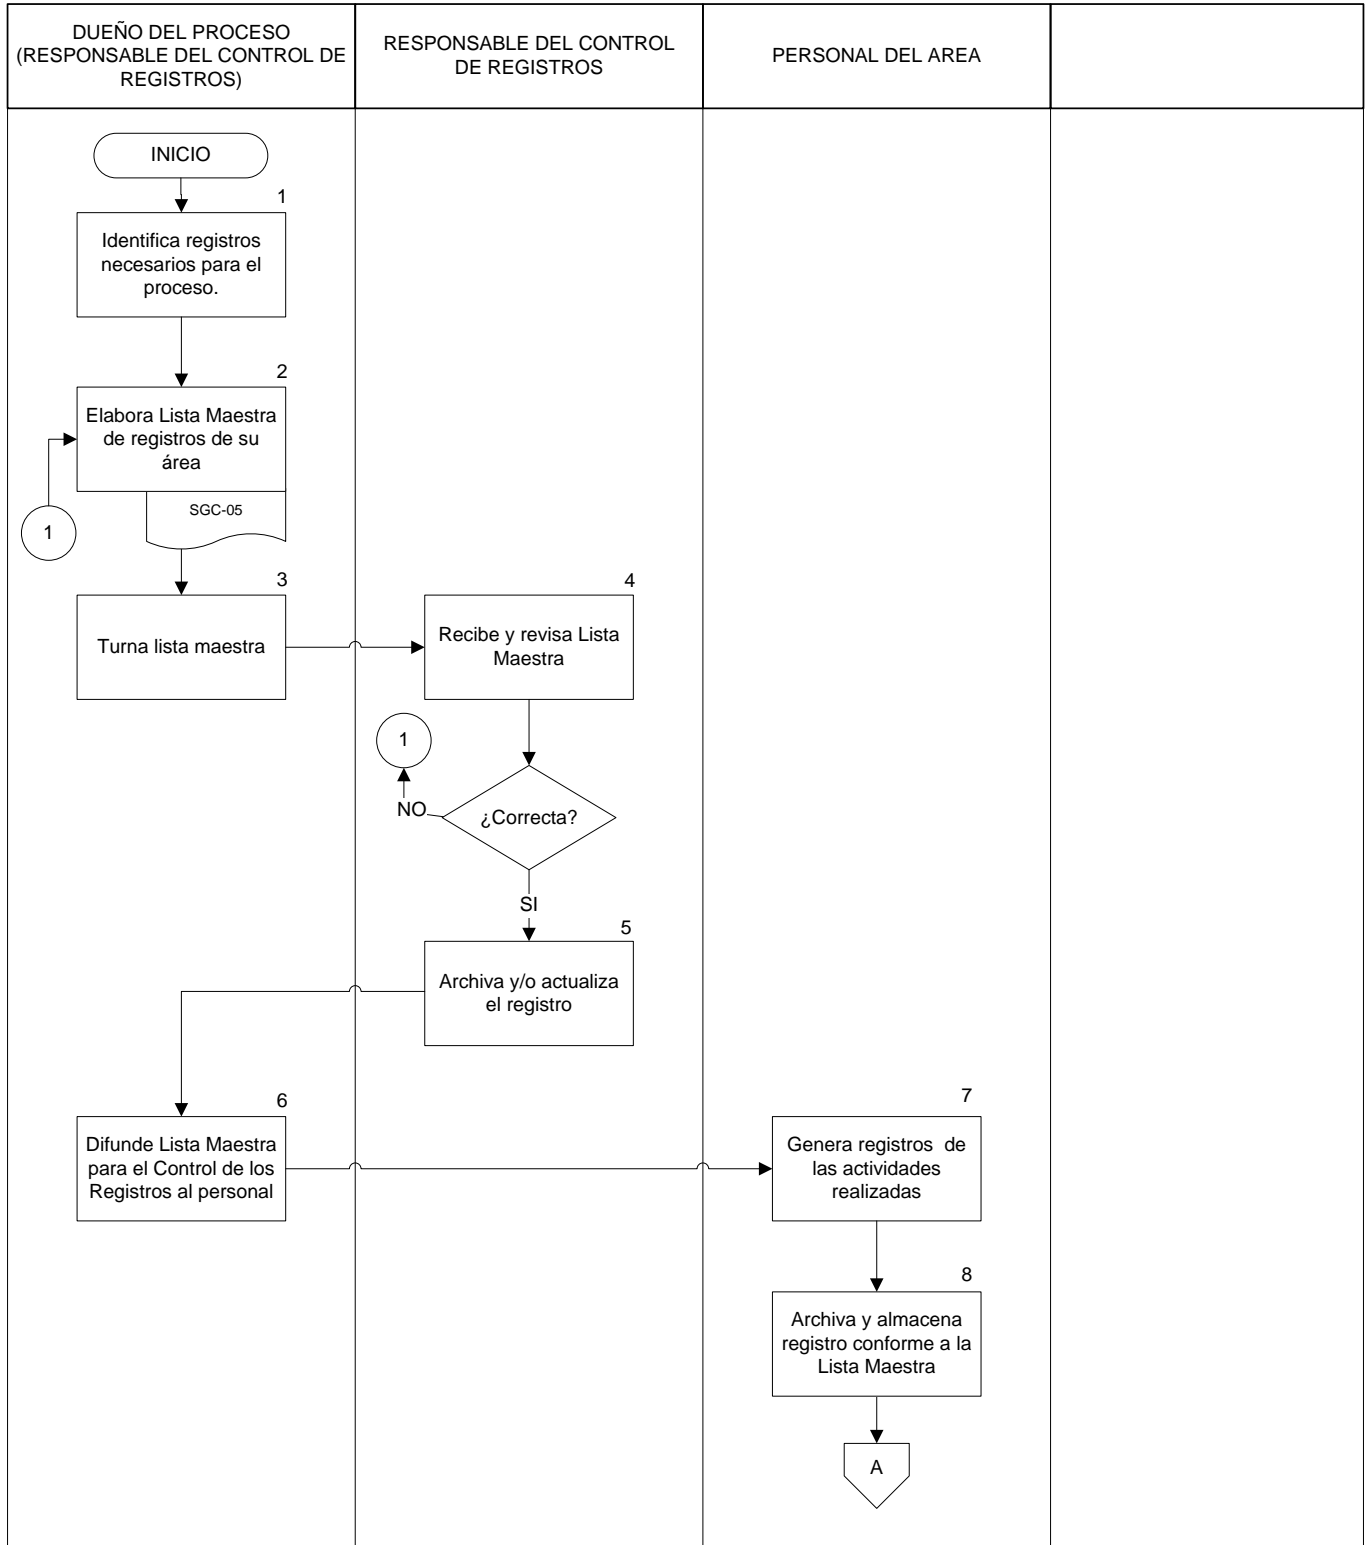 DUEÑO DEL PROCESO
(RESPONSABLE DEL CONTROL DE
REGISTROS)
RESPONSABLE DEL CONTROL
DE REGISTROS
PERSONAL DEL AREA
INICIO
1
Identifica registros
necesarios para el
proceso.
2
Elabora Lista Maestra
de registros de su
área
SGC-05
1
3
Turna lista maestra
4
Recibe y revisa Lista
Maestra
1
NO
¿Correcta?
SI
5
Archiva y/o actualiza
el registro
6
Difunde Lista Maestra
para el Control de los
Registros al personal
7
Genera registros  de
las actividades
realizadas
8
Archiva y almacena
registro conforme a la
Lista Maestra
A